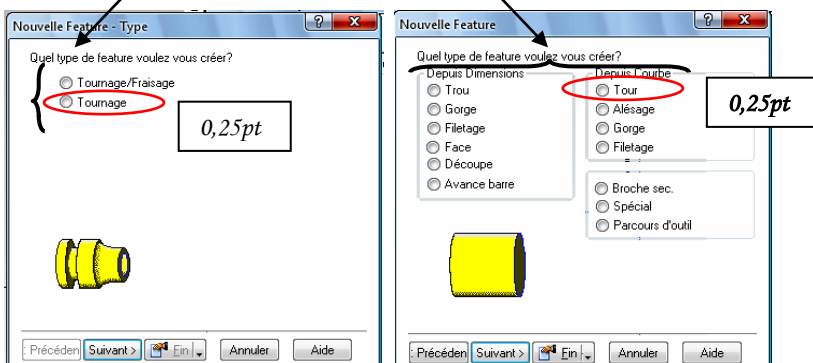 Nouvelle Feature - Type
Quel type de feature voulez vous créer?
Tournage/Fraisage
Tournage
0,25pt
: Précéden
Suivant >
Fin
Annuler
Aide
Nouvelle Feature
Quel type de feature voulez vous créer?
Depuis Dimensions
Trou
Gorge
Filetage
Face
Découpe
Avance barre
Depuis Courbe
Tour
Alésage
Gorge
Filetage
0,25pt
Broche sec.
Spécial
Parcours d'outil
: Précéden
Suivant >
Fin
Annuler
Aide